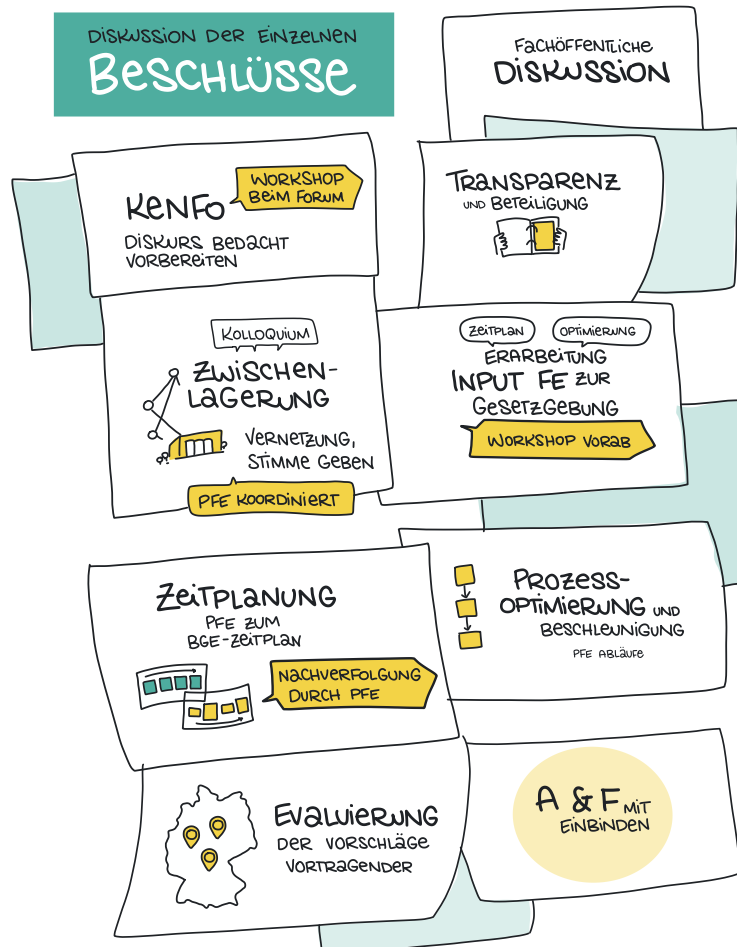 DISKUSSION DER EINZELNEN
BESCHLÜSSE
FACHÖFFENTLICHE
DISKUSSION
KENFO
WORKSHOP
BEIM FORUM
DISKURS BEDACHT
VORBEREITEN
TRANSPARENZ
UND BETEILIGUNG
KOLLOQUIUM
ZWISCHEN-
LAGERUNG
VERNETZUNG,
STIMME GEBEN
PFE KOORDINIERT
ZEITPLAN
OPTIMIERUNG
ERARBEITUNG
INPUT FE ZUR
GESETZGEBUNG
WORKSHOP VORAB
ZEITPLANUNG
PFE ZUM
BGE-ZEITPLAN
NACHVERFOLGUNG
DURCH PFE
PROZESS-
OPTIMIERUNG UND
BESCHLEUNIGUNG
PFE ABLÄUFE
EVALUIERUNG
DER VORSCHLÄGE
VORTRAGENDER
A & F MIT
EINBINDEN